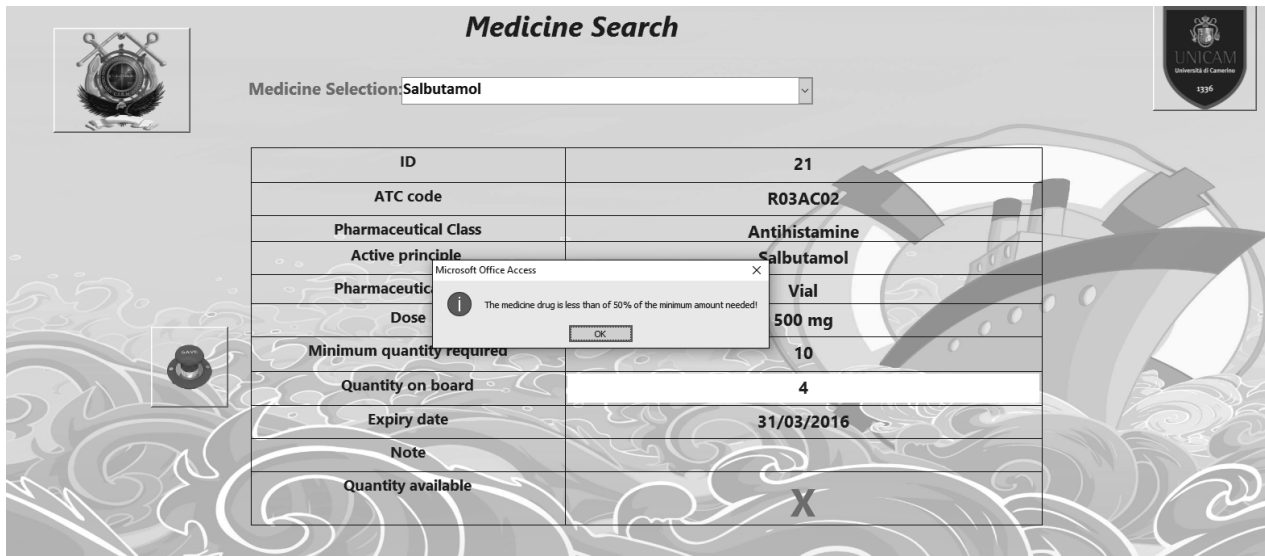 Medicine Search
UNICAM
Università di Camerino
1336
Medicine Selection: Salbutamol
ID 21
ATC code R03AC02
Pharmaceutical Class Antihistamine
Active principle Salbutamol
Microsoft Office Access
Pharmaceutic Vial
The medicine drug is less than of 50% of the minimum amount needed!
Dose 500 mg
OK
Minimum quantity required 10
Quantity on board 4
Expiry date 31/03/2016
Note
Quantity available X